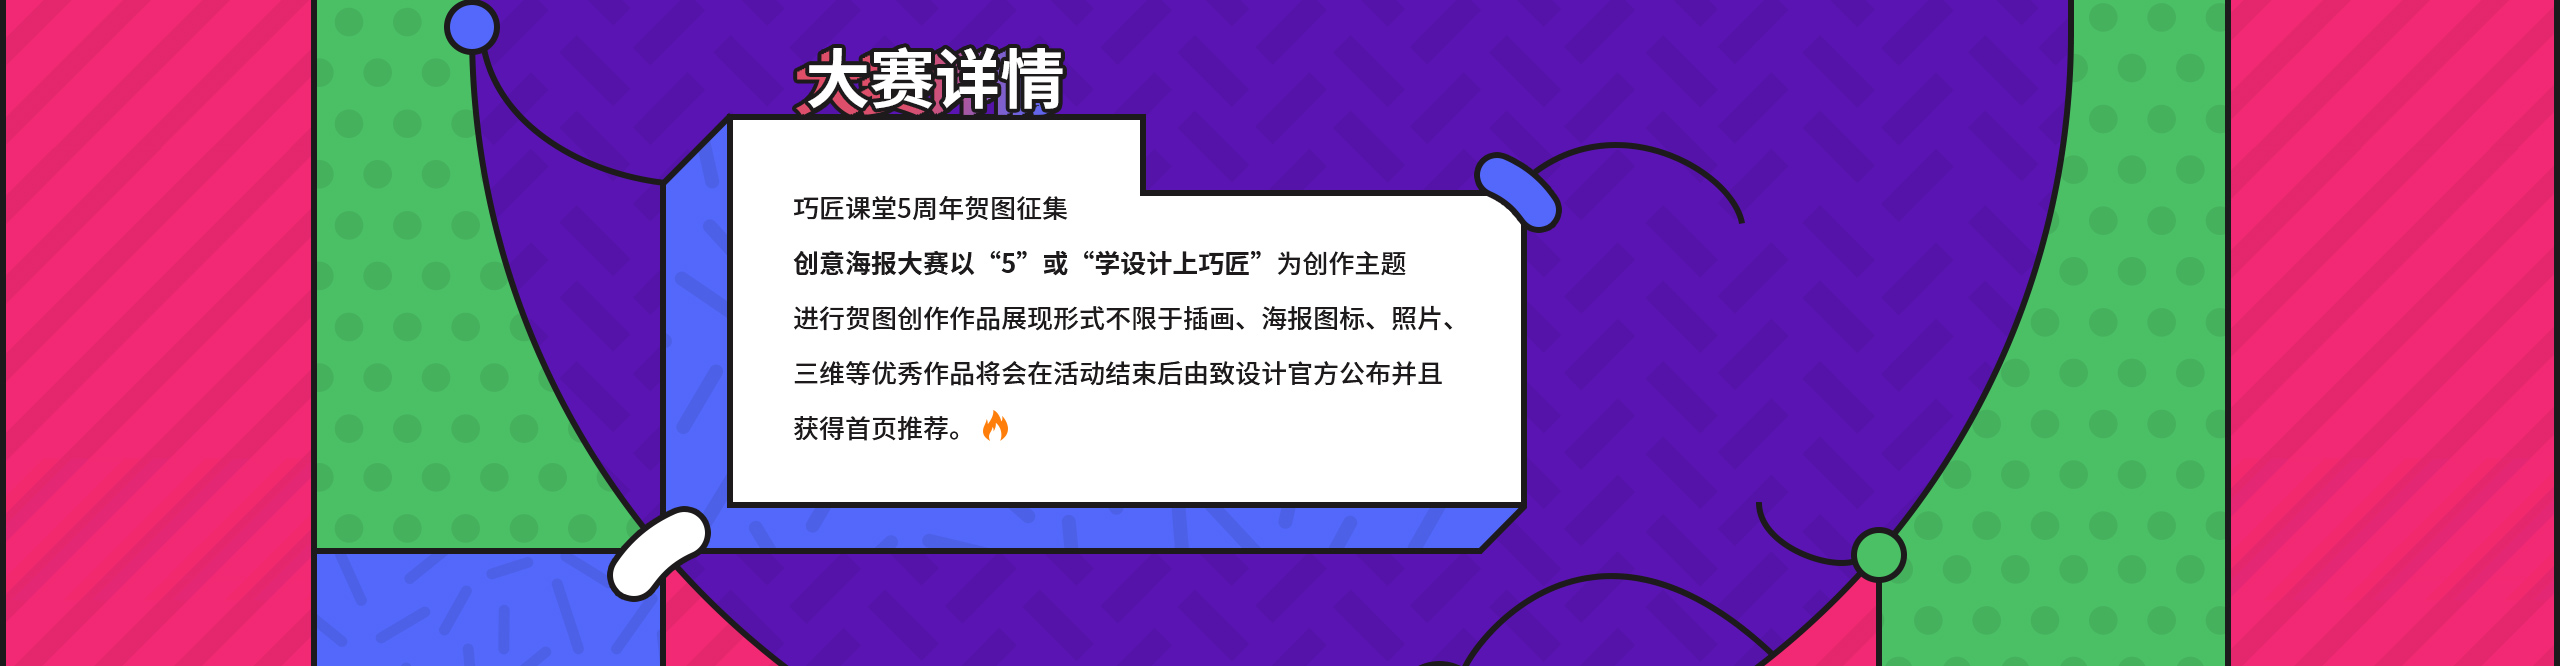 大赛详情
巧匠课堂5周年贺图征集
创意海报大赛以“5”或“学设计上巧匠”为创作主题
进行贺图创作作品展现形式不限于插画、海报图标、照片、
三维等优秀作品将会在活动结束后由致设计官方公布并且
获得首页推荐。